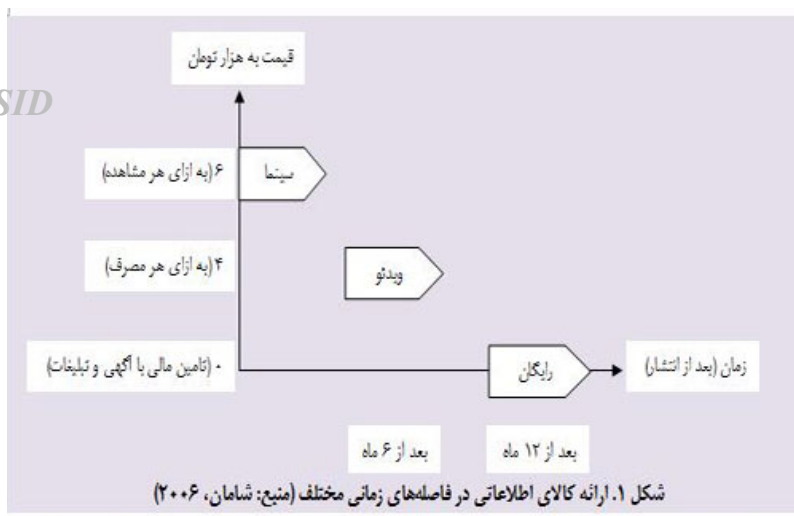 قیمت به هزار تومان
SID
۶ (به ازای هر مشاهده)
سینما
۴ (به ازای هر مصرف)
ویدئو
۰ (تامین مالی با آگهی و تبلیغات)
رایگان
زمان (بعد از انتشار)
بعد از ۶ ماه
بعد از ۱۲ ماه
شکل ۱. ارائه کالای اطلاعاتی در فاصله‌های زمانی مختلف (منبع: شامان، ۲۰۰۶)